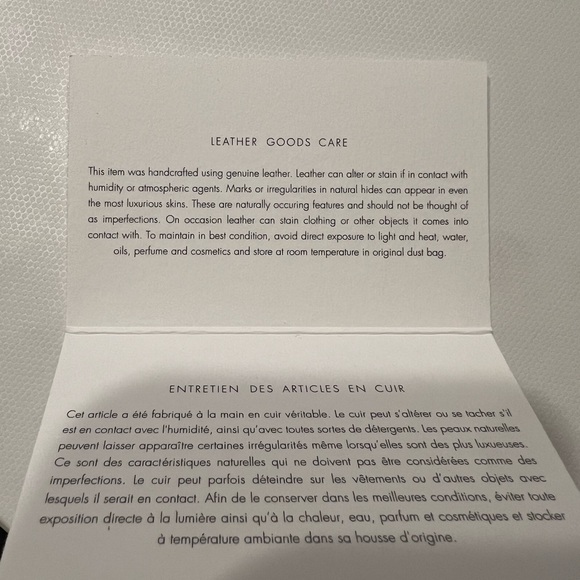 LEATHER GOODS CARE
This item was handcrafted using genuine leather. Leather can alter or stain if in contact with
humidity or atmospheric agents. Marks or irregularities in natural hides can appear in even
the most luxurious skins. These are naturally occuring features and should not be thought of
as imperfections. On occasion leather can stain clothing or other objects it comes into
contact with. To maintain in best condition, avoid direct exposure to light and heat, water,
oils, perfume and cosmetics and store at room temperature in original dust bag.
ENTRETIEN DES ARTICLES EN CUIR
Cet article a été fabriqué à la main en cuir véritable. Le cuir peut s'altérer ou se tacher s'il
est en contact avec l'humidité, ainsi qu'avec toutes sortes de détergents. Les peaux naturelles
peuvent laisser apparaître certaines irrégularités même lorsqu'elles sont des plus luxueuses.
Ce sont des caractéristiques naturelles qui ne doivent pas être considérées comme des
imperfections. Le cuir peut parfois déteindre sur les vêtements ou d'autres objets avec
lesquels il serait en contact. Afin de le conserver dans les meilleures conditions, éviter toute
exposition directe à la lumière ainsi qu'à la chaleur, eau, parfum et cosmétiques et stocker
à température ambiante dans sa housse d'origine.